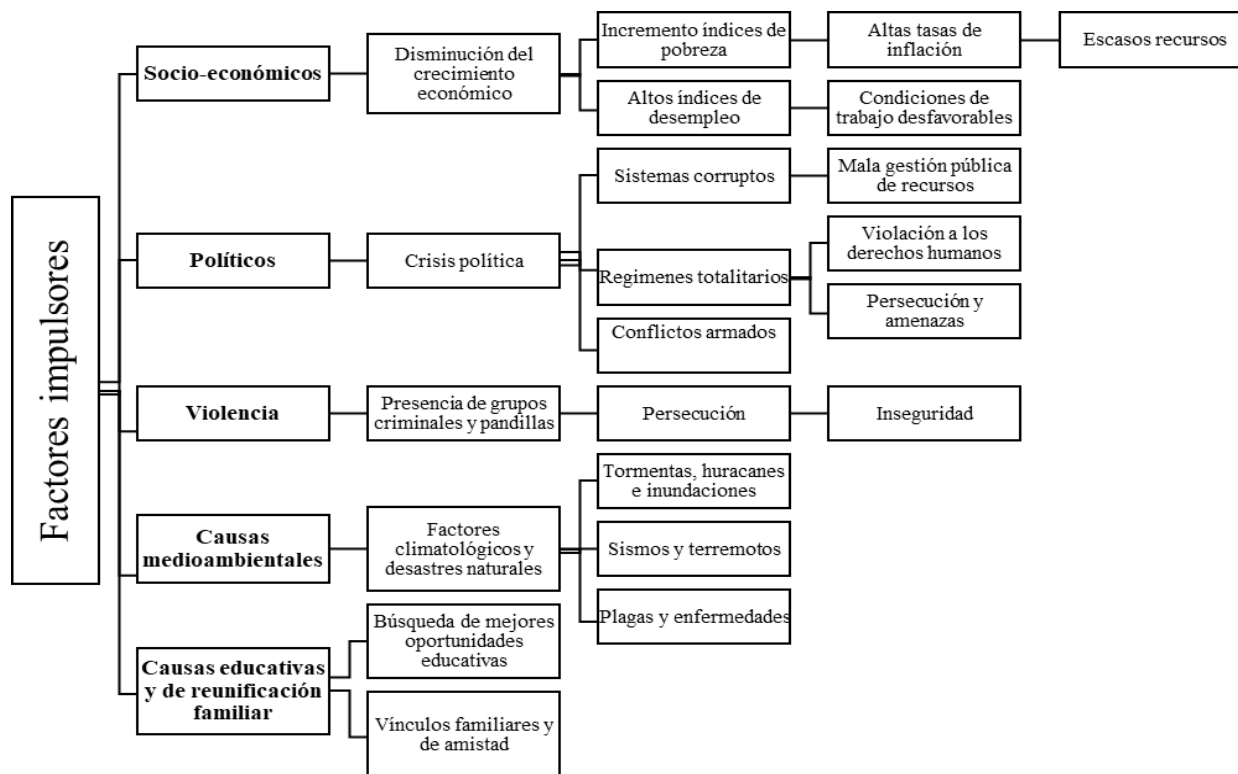 Factores impulsores
Socio-económicos
Disminución del
crecimiento
económico
Incremento índices de
pobreza
Altas tasas de
inflación
Escasos recursos
Altos índices de
desempleo
Condiciones de
trabajo desfavorables
Políticos
Crisis política
Sistemas corruptos
Mala gestión pública
de recursos
Regimenes totalitarios
Violación a los
derechos humanos
Persecución y
amenazas
Conflictos armados
Violencia
Presencia de grupos
criminales y pandillas
Persecución
Inseguridad
Causas
medioambientales
Factores
climatológicos y
desastres naturales
Tormentas, huracanes
e inundaciones
Sismos y terremotos
Plagas y enfermedades
Causas educativas
y de reunificación
familiar
Búsqueda de mejores
oportunidades
educativas
Vínculos familiares y
de amistad